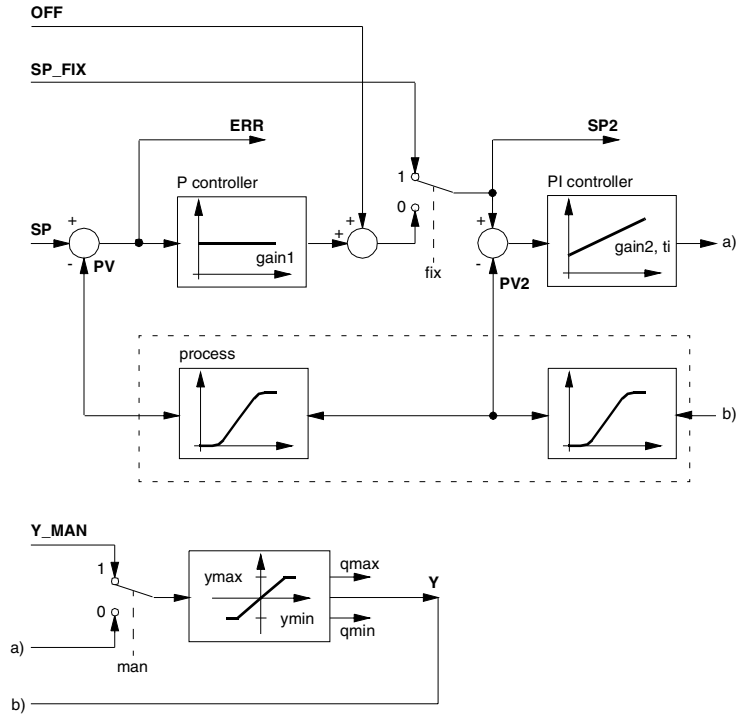 OFF
SP_FIX
ERR
SP2
1
P controller
PI controller
0
+
+
+
+
SP
gain1
gain2, ti
a)
-
PV
fix
-
PV2
process
b)
Y_MAN
1
ymax
qmax
Y
0
ymin
qmin
a)
man
b)